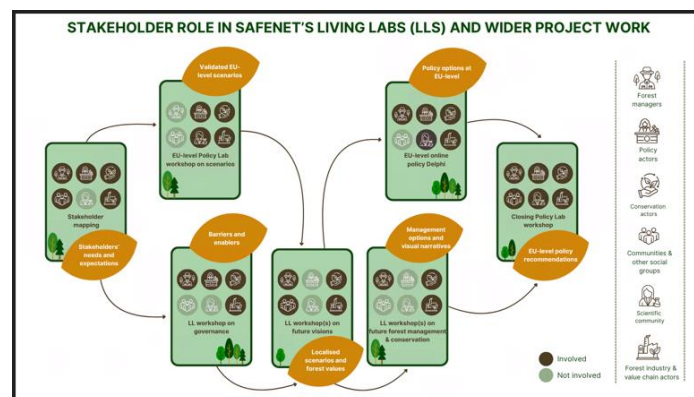 STAKEHOLDER ROLE IN SAFENET'S LIVING LABS (LLS) AND WIDER PROJECT WORK
Validated EU-
level scenarios
EU-level Policy Lab
workshop on scenarios
Policy options at
EU-level
EU-level online
policy Delphi
Stakeholder
mapping
Stakeholders'
needs and
expectations
Barriers and
enablers
LL workshop on
governance
LL workshop(s) on
future visions
Localised
scenarios and
forest values
Management
options and
visual narratives
LL workshop(s) on
future forest management
& conservation
Closing Policy Lab
workshop
EU-level policy
recommendations
Forest
managers
Policy
actors
Conservation
actors
Communities &
other social
groups
Scientific
community
Forest industry &
value chain actors
Involved
Not involved